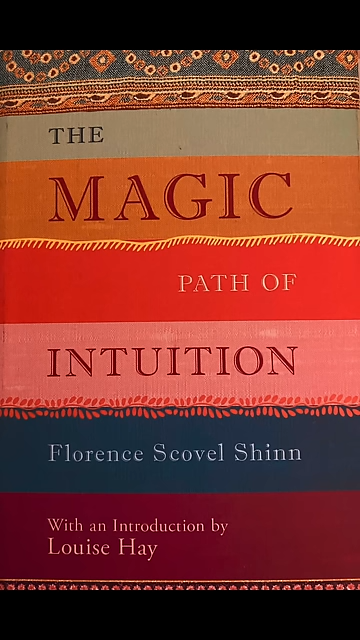 THE
MAGIC
PATH OF
INTUITION
Florence Scovel Shinn
With an Introduction by
Louise Hay